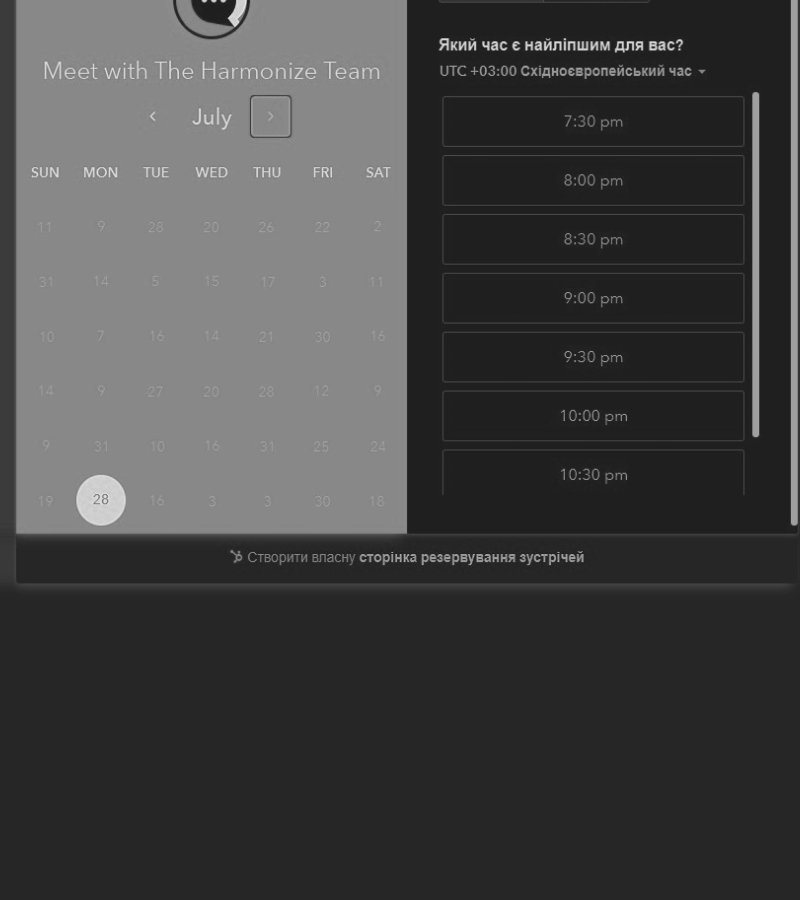 Meet with The Harmonize Team
July
SUN MON TUE WED THU FRI SAT
11 9 28 20 26 22 2
31 14 5 15 17 3 11
10 7 16 14 21 30 16
14 9 27 20 28 12 9
9 31 10 16 31 25 24
19 28 16 3 3 30 18
Який час є найліпшим для вас?
UTC +03:00 Східноєвропейський час
7:30 pm
8:00 pm
8:30 pm
9:00 pm
9:30 pm
10:00 pm
10:30 pm
Створити власну сторінка резервування зустрічей